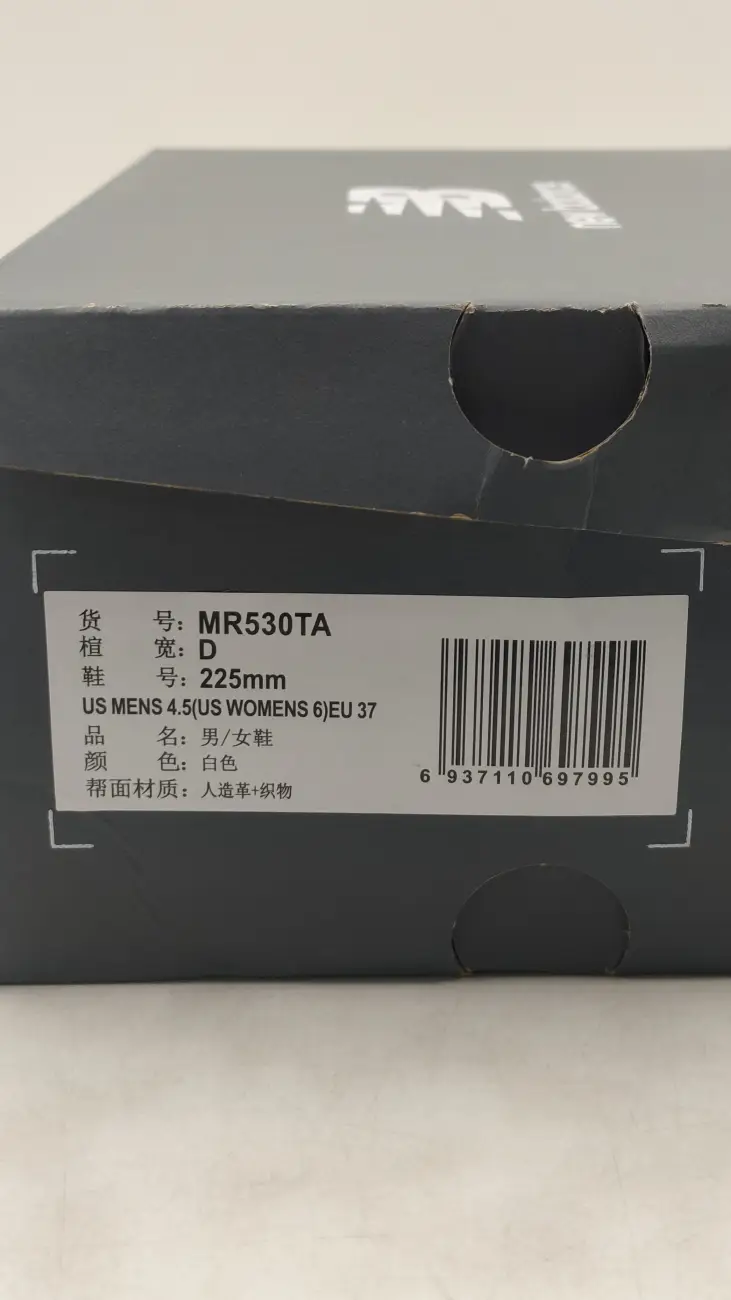 new balance
货 号: MR530TA
楦 宽: D
鞋 号: 225mm
US MENS 4.5(US WOMENS 6)EU 37
品 名: 男/女鞋
颜 色: 白色
帮面材质: 人造革+织物
6 937110 697995